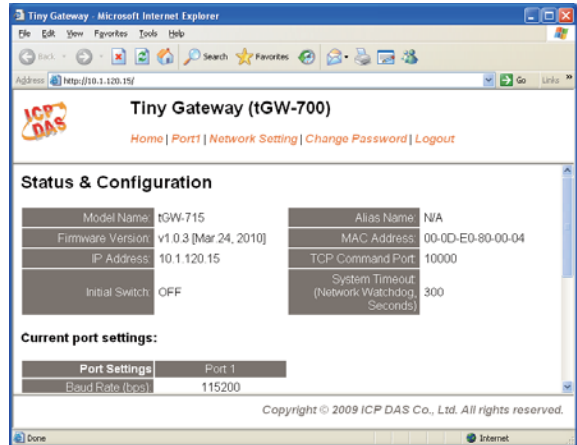 Tiny Gateway - Microsoft Internet Explorer
File Edit View Favorites Tools Help
Back Search Favorites
Address http://10.1.120.15/ Go Links »
ICP DAS
Tiny Gateway (tGW-700)
Home | Port1 | Network Setting | Change Password | Logout
Status & Configuration
Model Name: tGW-715 Alias Name: N/A
Firmware Version: v1.0.3 [Mar.24, 2010] MAC Address: 00-0D-E0-80-00-04
IP Address: 10.1.120.15 TCP Command Port: 10000
Initial Switch: OFF System Timeout (Network Watchdog, Seconds) 300
Current port settings:
Port Settings Port 1
Baud Rate (bps): 115200
Copyright © 2009 ICP DAS Co., Ltd. All rights reserved.
Done Internet